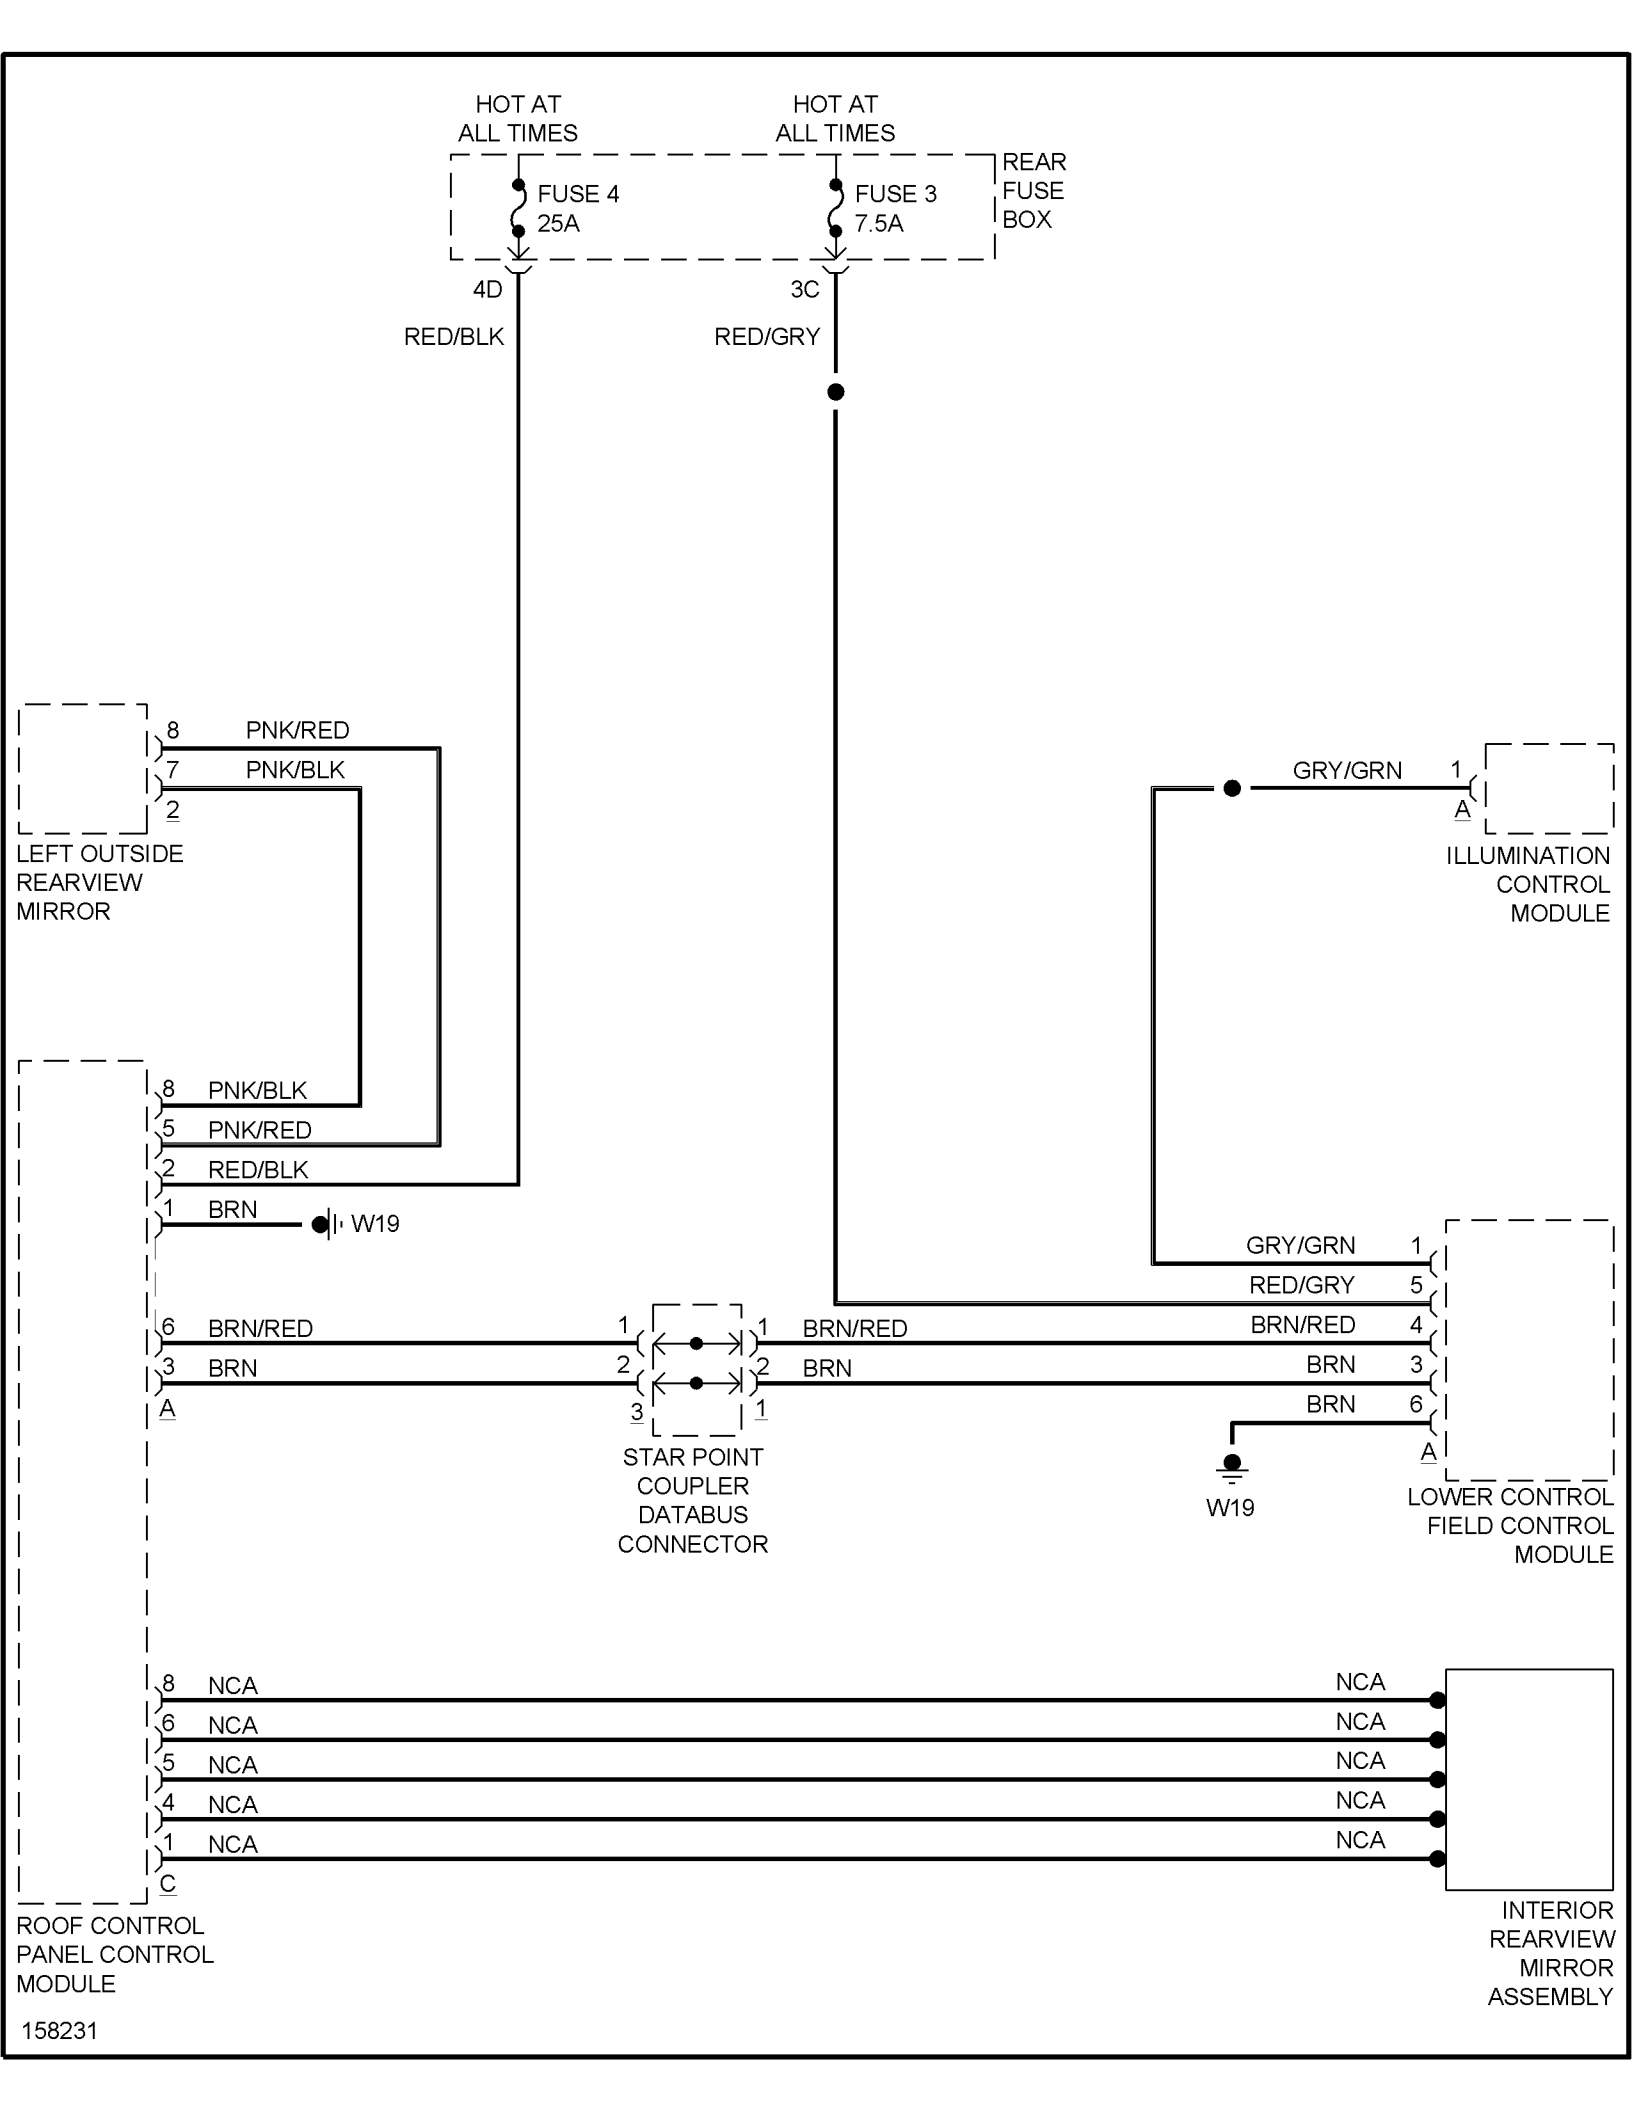 HOT AT
ALL TIMES
HOT AT
ALL TIMES
REAR
FUSE
BOX
FUSE 4
25A
FUSE 3
7.5A
4D
3C
RED/BLK
RED/GRY
8
PNK/RED
7
PNK/BLK
2
LEFT OUTSIDE
REARVIEW
MIRROR
GRY/GRN
1
A
ILLUMINATION
CONTROL
MODULE
8
PNK/BLK
5
PNK/RED
2
RED/BLK
1
BRN
W19
6
BRN/RED
3
BRN
A
1
2
3
1
BRN/RED
2
BRN
1
STAR POINT
COUPLER
DATABUS
CONNECTOR
GRY/GRN
1
RED/GRY
5
BRN/RED
4
BRN
3
BRN
6
A
W19
LOWER CONTROL
FIELD CONTROL
MODULE
8
NCA
NCA
6
NCA
NCA
5
NCA
NCA
4
NCA
NCA
1
NCA
NCA
C
ROOF CONTROL
PANEL CONTROL
MODULE
INTERIOR
REARVIEW
MIRROR
ASSEMBLY
158231